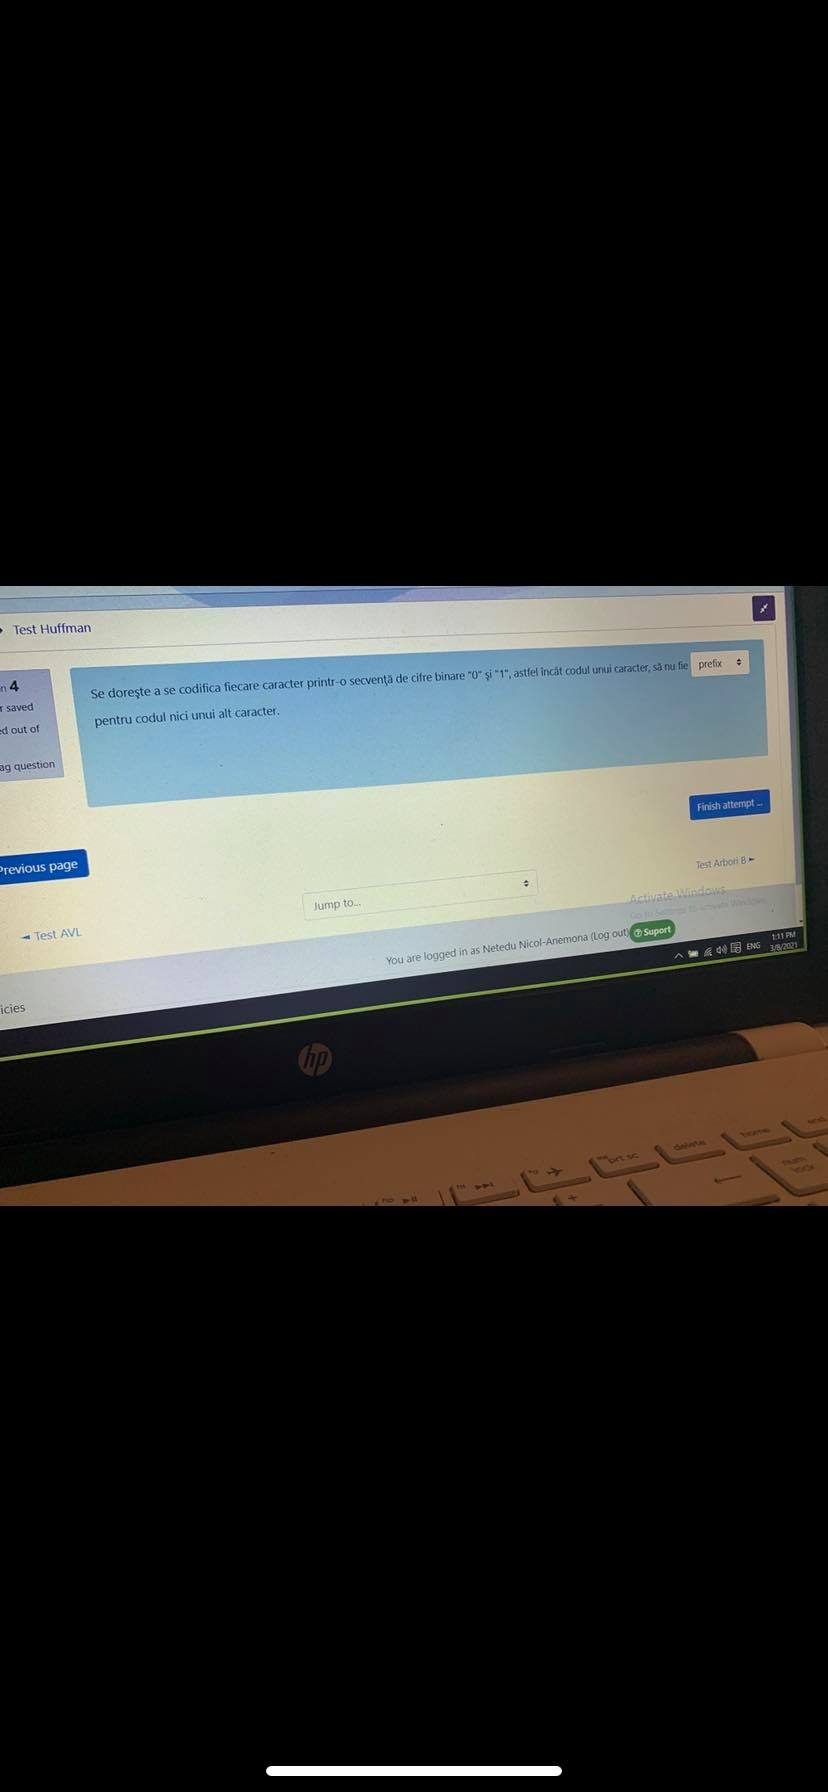 Test Huffman
n 4
r saved
ed out of
ag question
Se dorește a se codifica fiecare caracter printr-o secvență de cifre binare "0" și "1", astfel încât codul unui caracter, să nu fie prefix
pentru codul nici unui alt caracter.
Finish attempt ...
Previous page
Test Arbori B ►
Jump to...
Activate Windows
Go to Settings to activate Windows.
◄ Test AVL
You are logged in as Netedu Nicol-Anemona (Log out)
Suport
ENG
1:11 PM
3/8/2021
icies
hp
prt sc
delete
home
end
num
lock